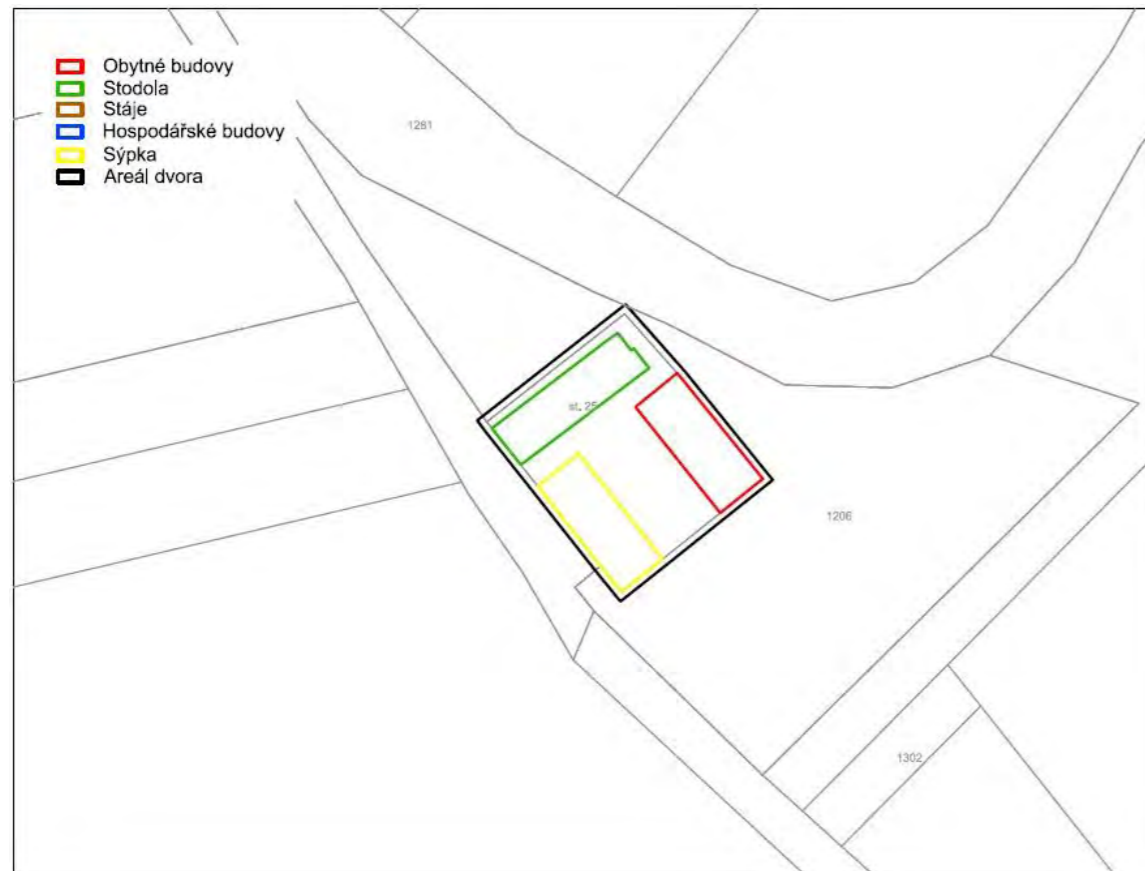 Obytné budovy
Stodola
Stáje
Hospodářské budovy
Sýpka
Areál dvora
1281
st. 25
1206
1302